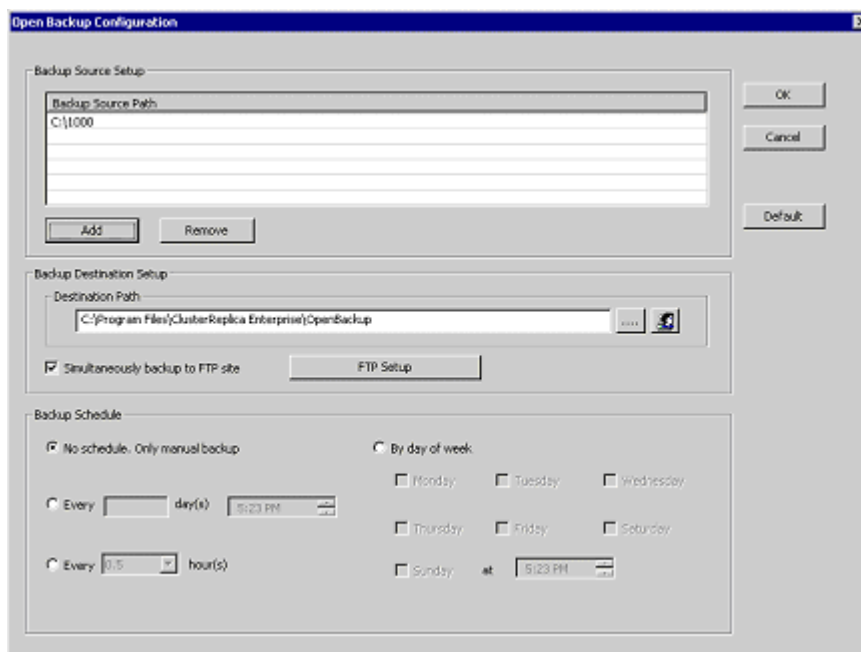 Open Backup Configuration
Backup Source Setup
Backup Source Path
C:\1000
OK
Cancel
Default
Add
Remove
Backup Destination Setup
Destination Path
C:\Program Files\ClusterReplica Enterprise\OpenBackup
....
Simultaneously backup to FTP site
FTP Setup
Backup Schedule
No schedule. Only manual backup
By day of week
Monday Tuesday Wednesday
Every day(s) 5:23 PM
Thursday Friday Saturday
Every 0.5 hour(s)
Sunday at 5:23 PM